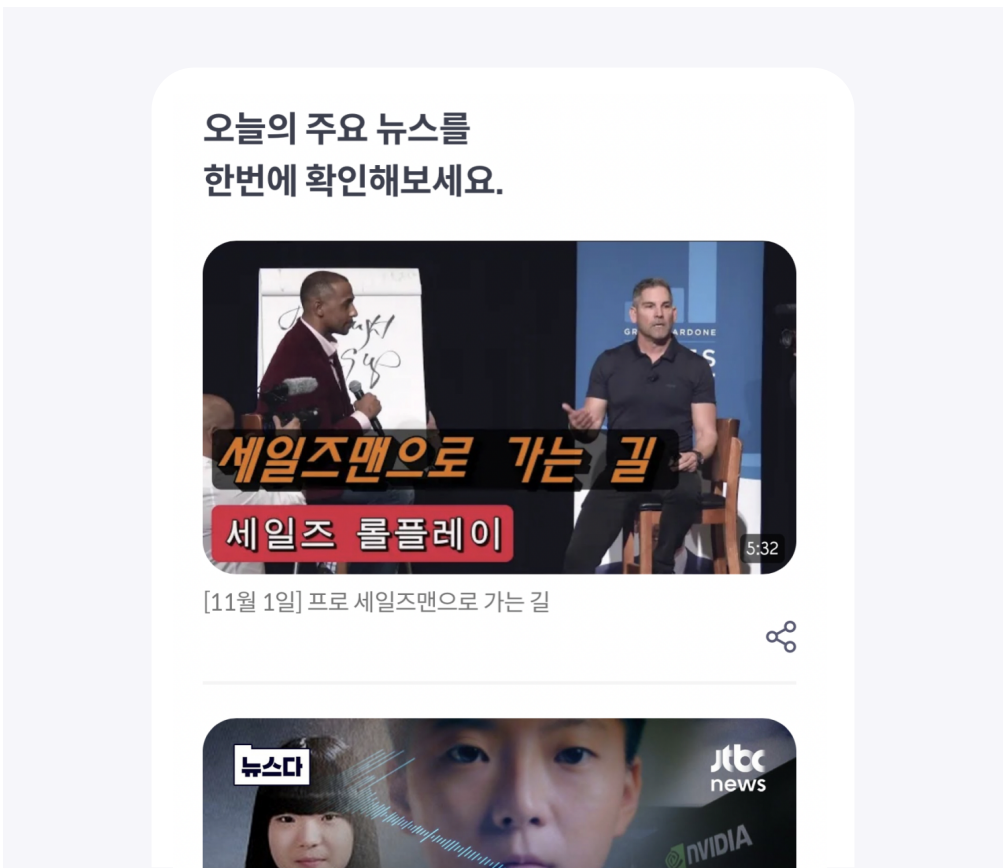 오늘의 주요 뉴스를
한번에 확인해보세요.
세일즈맨으로 가는 길
세일즈 롤플레이
5:32
[11월 1일] 프로 세일즈맨으로 가는 길
뉴스다
jtbc
news
NVIDIA